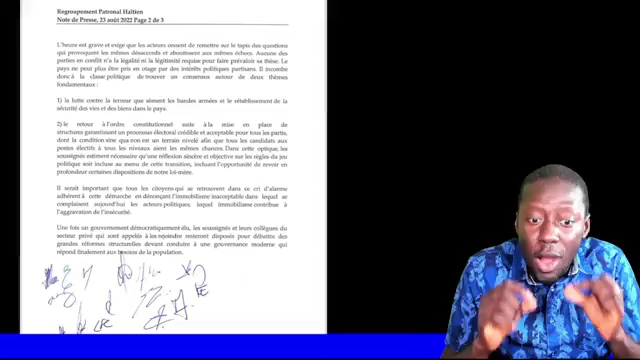 Regroupement Patronal Haïtien
Note de Presse, 23 août 2022 Page 2 de 3
L'heure est grave et exige que les acteurs cessent de remettre sur le tapis des questions
qui provoquent les mêmes désaccords et aboutissent aux mêmes échecs. Aucune des
parties en conflit n'a la légalité ni la légitimité requise pour faire prévaloir sa thèse.
Le pays ne peut plus être pris en otage par des intérêts politiques partisans. Il incombe
donc à la classe politique de trouver un consensus autour de deux thèmes
fondamentaux :
1) la lutte contre la terreur que sèment les bandes armées et le rétablissement de la
sécurité des vies et des biens dans le pays.
2) le retour à l'ordre constitutionnel suite à la mise en place de
structures garantissant un processus électoral crédible et acceptable pour tous les partis,
dont la condition sine qua non est un terrain nivelé afin que tous les candidats aux
postes électifs à tous les niveaux aient les mêmes chances. Dans cette optique, les
soussignés estiment nécessaire qu'une réflexion sincère et objective sur les règles du jeu
politique soit incluse au menu de cette transition, incluant l'opportunité de revoir en
profondeur certaines dispositions de notre loi-mère.
Il serait important que tous les citoyens qui se retrouvent dans ce cri d'alarme
adhèrent à cette démarche en dénonçant l'immobilisme inacceptable dans lequel se
complaisent aujourd'hui les acteurs politiques, lequel immobilisme contribue à
l'aggravation de l'insécurité.
Une fois un gouvernement démocratiquement élu, les soussignés et leurs collègues du
secteur privé qui sont appelés à les rejoindre resteront disposés pour débattre des
grandes réformes structurelles devant conduire à une gouvernance moderne qui
répond finalement aux besoins de la population.